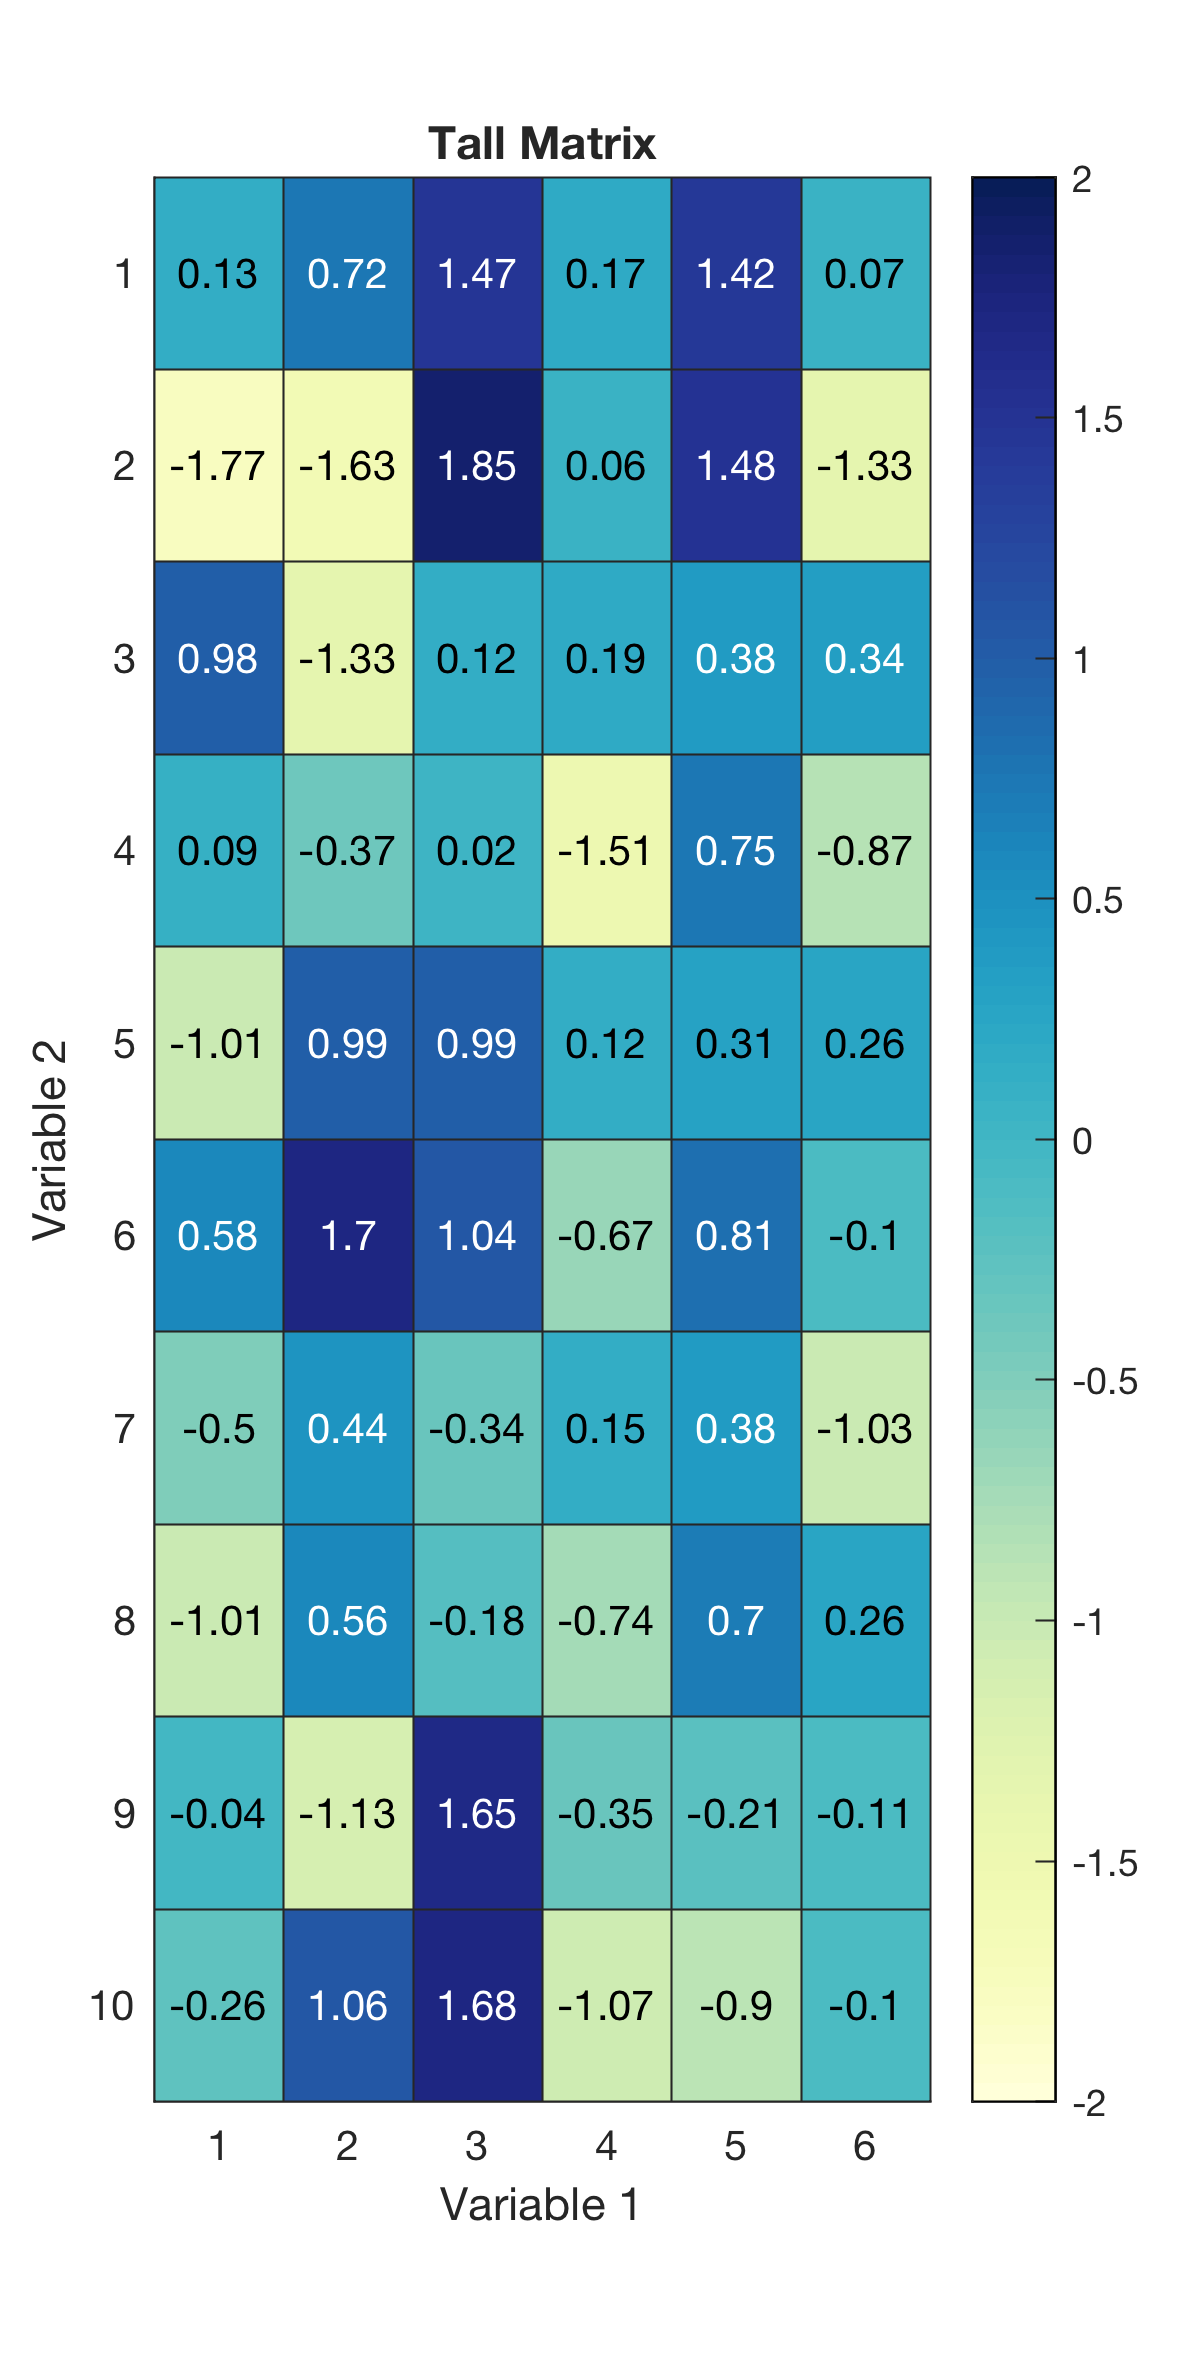 Tall Matrix
1 0.13 0.72 1.47 0.17 1.42 0.07
2 -1.77 -1.63 1.85 0.06 1.48 -1.33
3 0.98 -1.33 0.12 0.19 0.38 0.34
4 0.09 -0.37 0.02 -1.51 0.75 -0.87
5 -1.01 0.99 0.99 0.12 0.31 0.26
6 0.58 1.7 1.04 -0.67 0.81 -0.1
7 -0.5 0.44 -0.34 0.15 0.38 -1.03
8 -1.01 0.56 -0.18 -0.74 0.7 0.26
9 -0.04 -1.13 1.65 -0.35 -0.21 -0.11
10 -0.26 1.06 1.68 -1.07 -0.9 -0.1
1 2 3 4 5 6
Variable 1
Variable 2
2
1.5
1
0.5
0
-0.5
-1
-1.5
-2